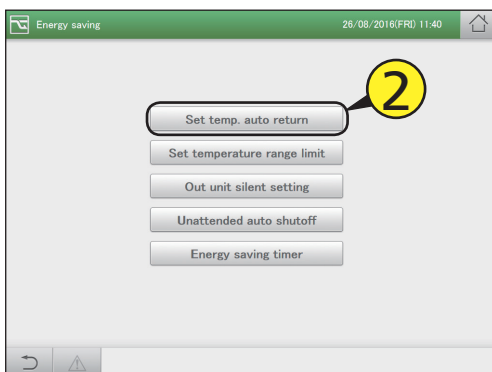 Energy saving 26/08/2016(FRI) 11:40
2
Set temp. auto return
Set temperature range limit
Out unit silent setting
Unattended auto shutoff
Energy saving timer